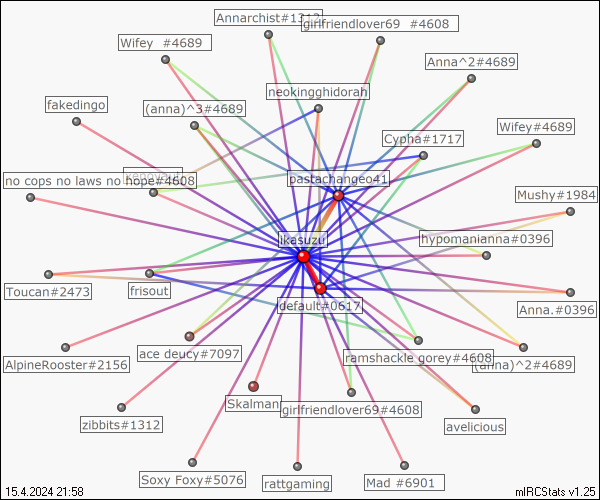 Annarchist#1312
girlfriendlover69 #4608
Wifey #4689
Anna^2#4689
neokingghidorah
fakedingo
(anna)^3#4689
Wifey#4689
Cypha#1717
pastachangeo41
no cops no laws no hope#4608
Mushy#1984
ikesuzu
hypomanianna#0396
Toucan#2473
frisout
default#0617
Anna.#0396
ace deucy#7097
ramshackle gorey#4608
AlpineRooster#2156
(anna)^2#4689
Skalman
girlfriendlover69#4608
zibbits#1312
avelicious
Soxy Foxy#5076
rattgaming
Mad #6901
15.4.2024 21:58
mIRCStats v1.25